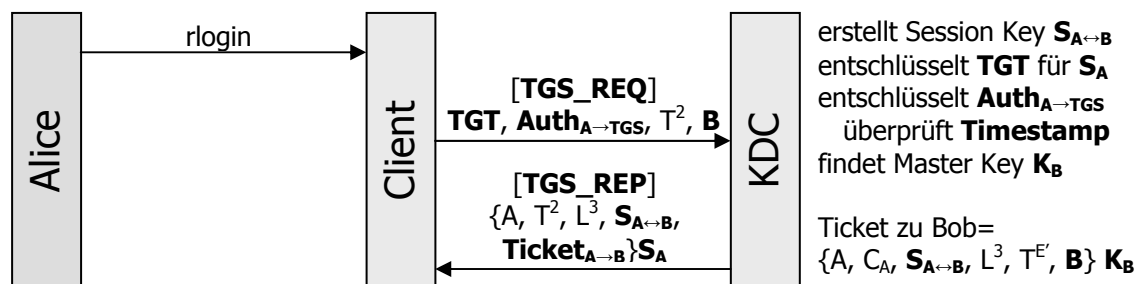 Alice
rlogin
Client
[TGS_REQ]
TGT, Auth_A→TGS, T², B
[TGS_REP]
{A, T², L³, S_A↔B,
Ticket_A→B}S_A
KDC
erstellt Session Key S_A↔B
entschlüsselt TGT für S_A
entschlüsselt Auth_A→TGS
überprüft Timestamp
findet Master Key K_B
Ticket zu Bob=
{A, C_A, S_A↔B, L³, T^E', B} K_B